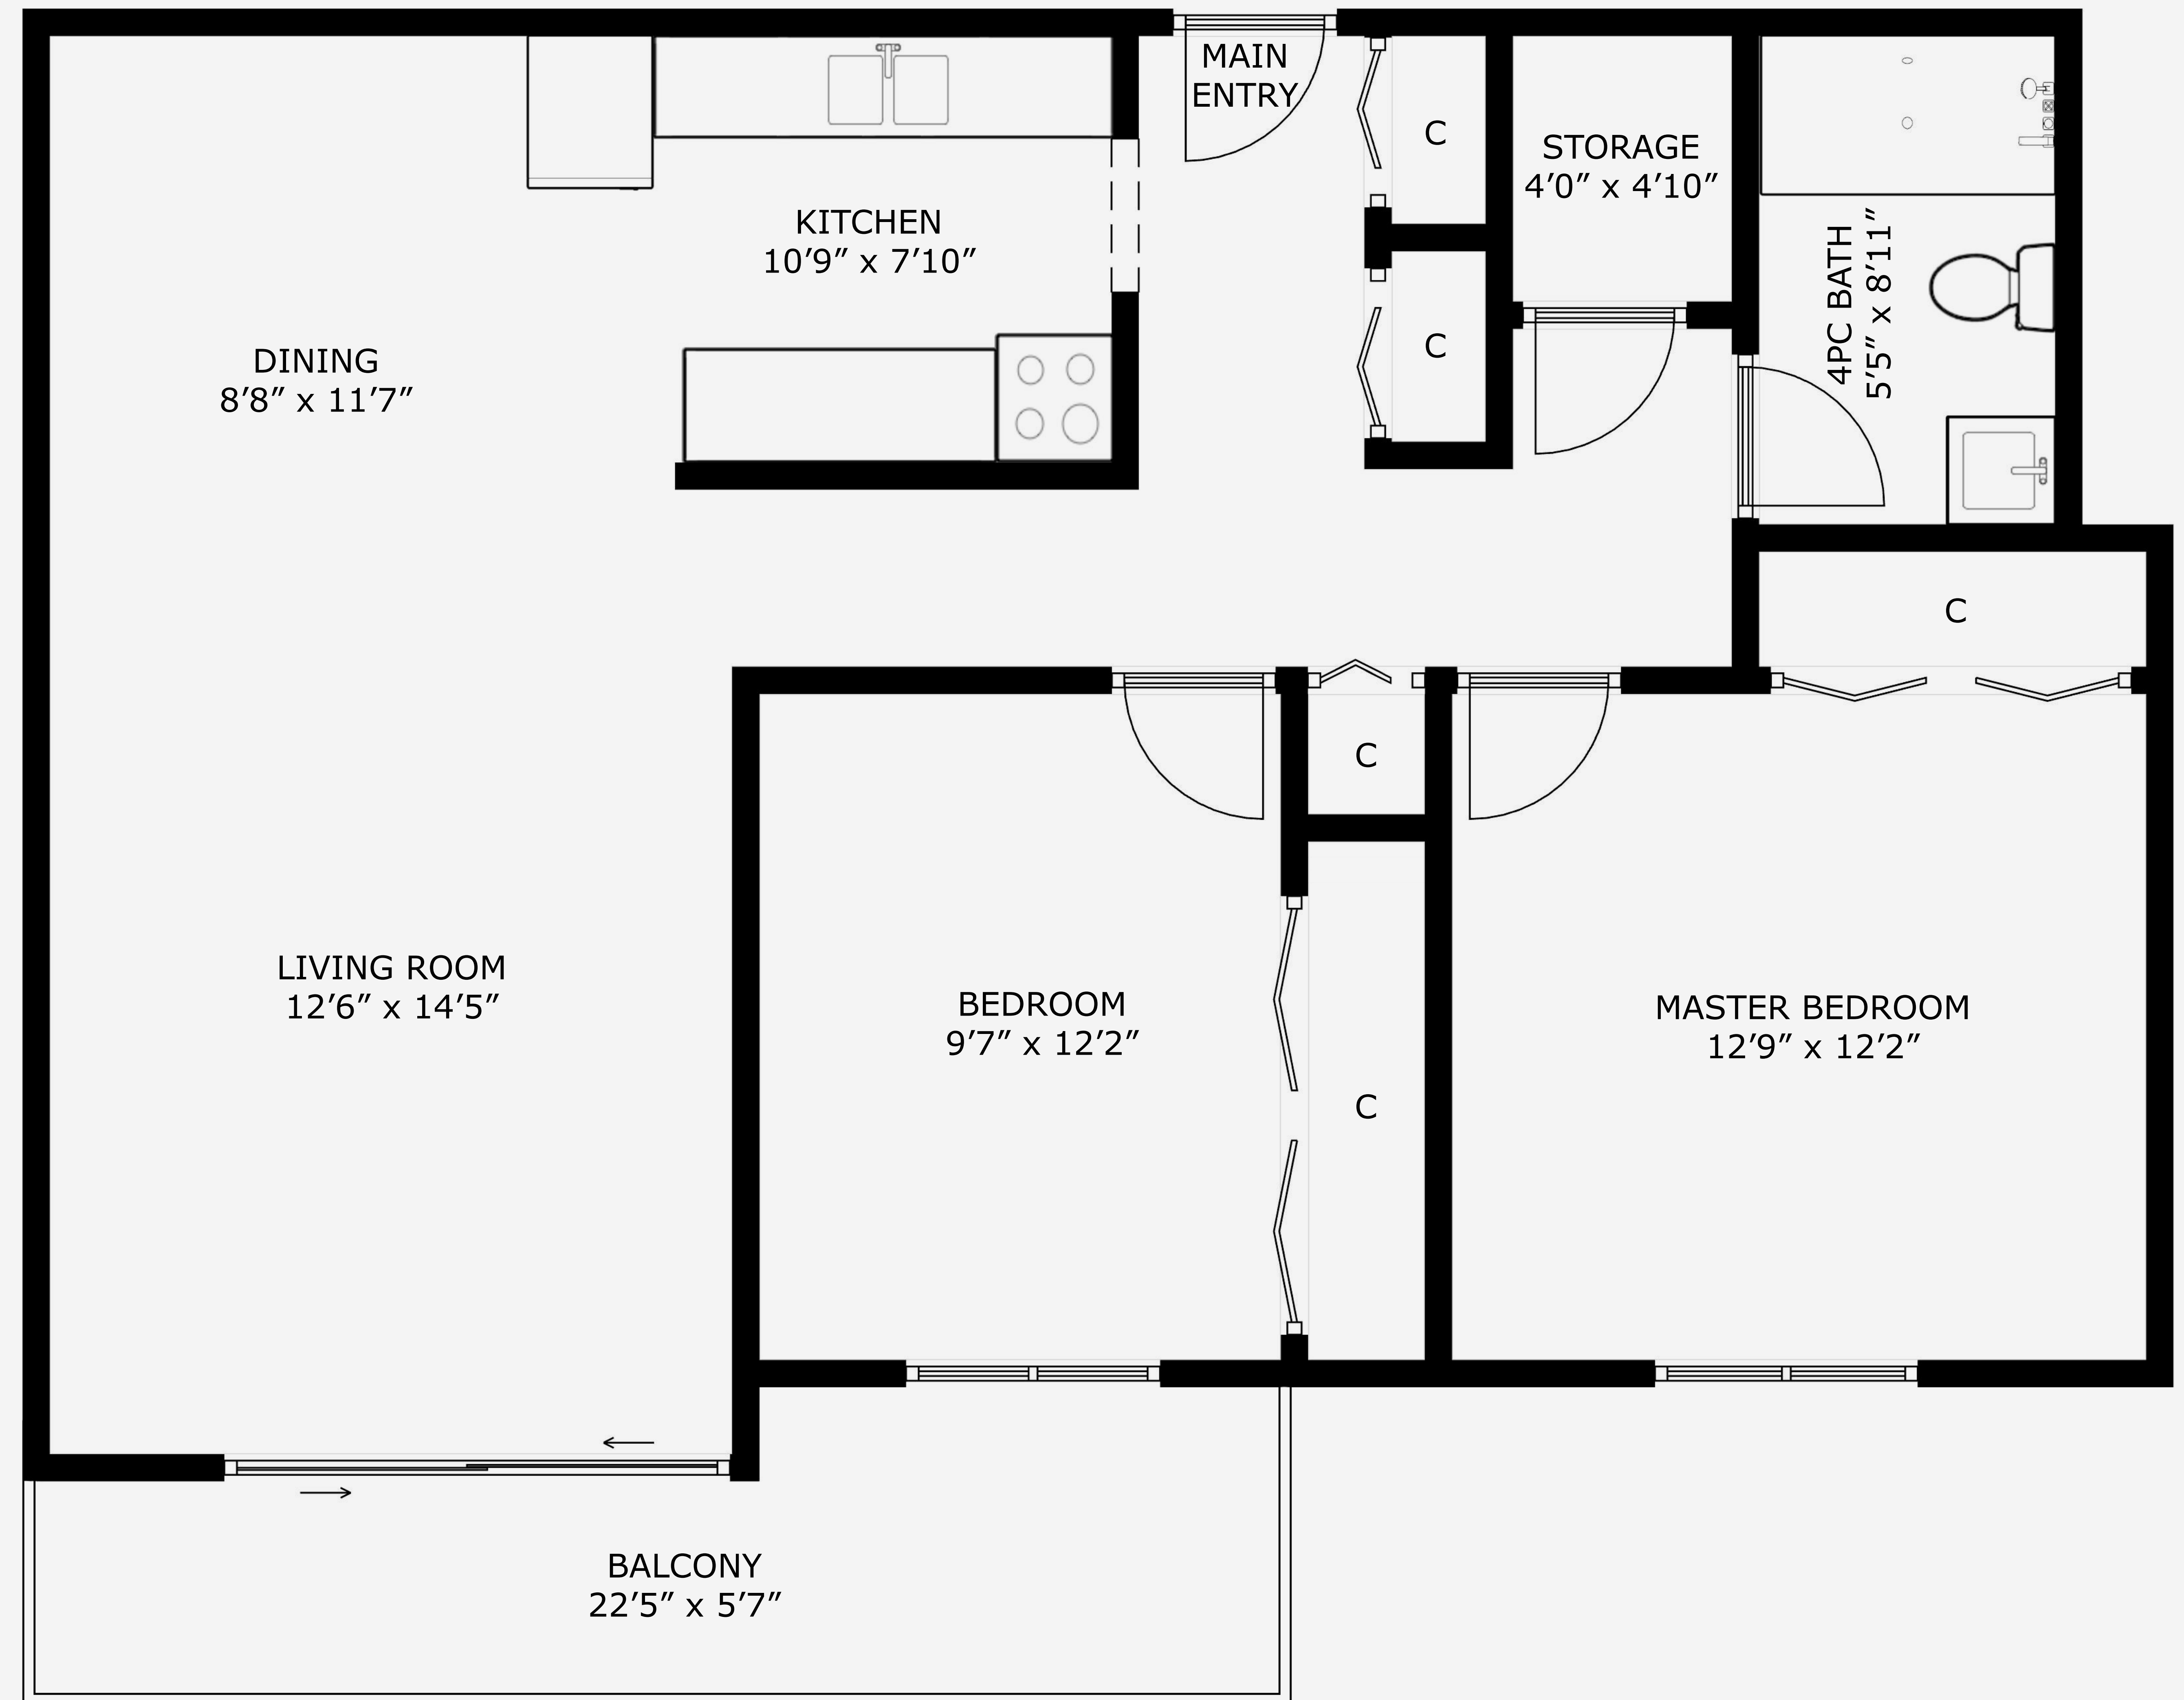 MAIN
ENTRY
C
STORAGE
4′0″ x 4′10″
KITCHEN
10′9″ x 7′10″
4PC BATH
5′5″ x 8′11″
C
DINING
8′8″ x 11′7″
C
C
LIVING ROOM
12′6″ x 14′5″
BEDROOM
9′7″ x 12′2″
MASTER BEDROOM
12′9″ x 12′2″
C
BALCONY
22′5″ x 5′7″